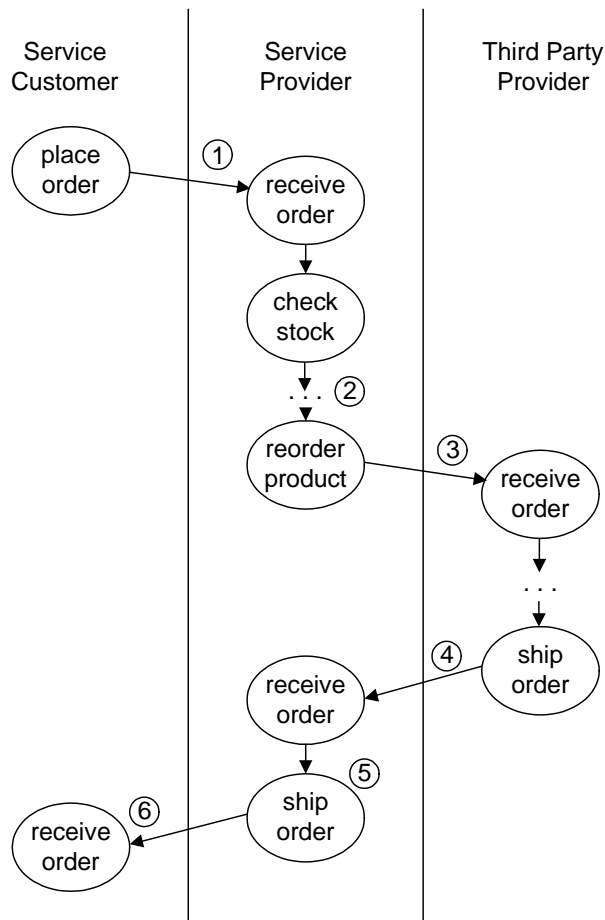 Service
Customer
Service
Provider
Third Party
Provider
place
order
1
receive
order
check
stock
. . .
2
reorder
product
3
receive
order
. . .
ship
order
4
receive
order
5
ship
order
6
receive
order